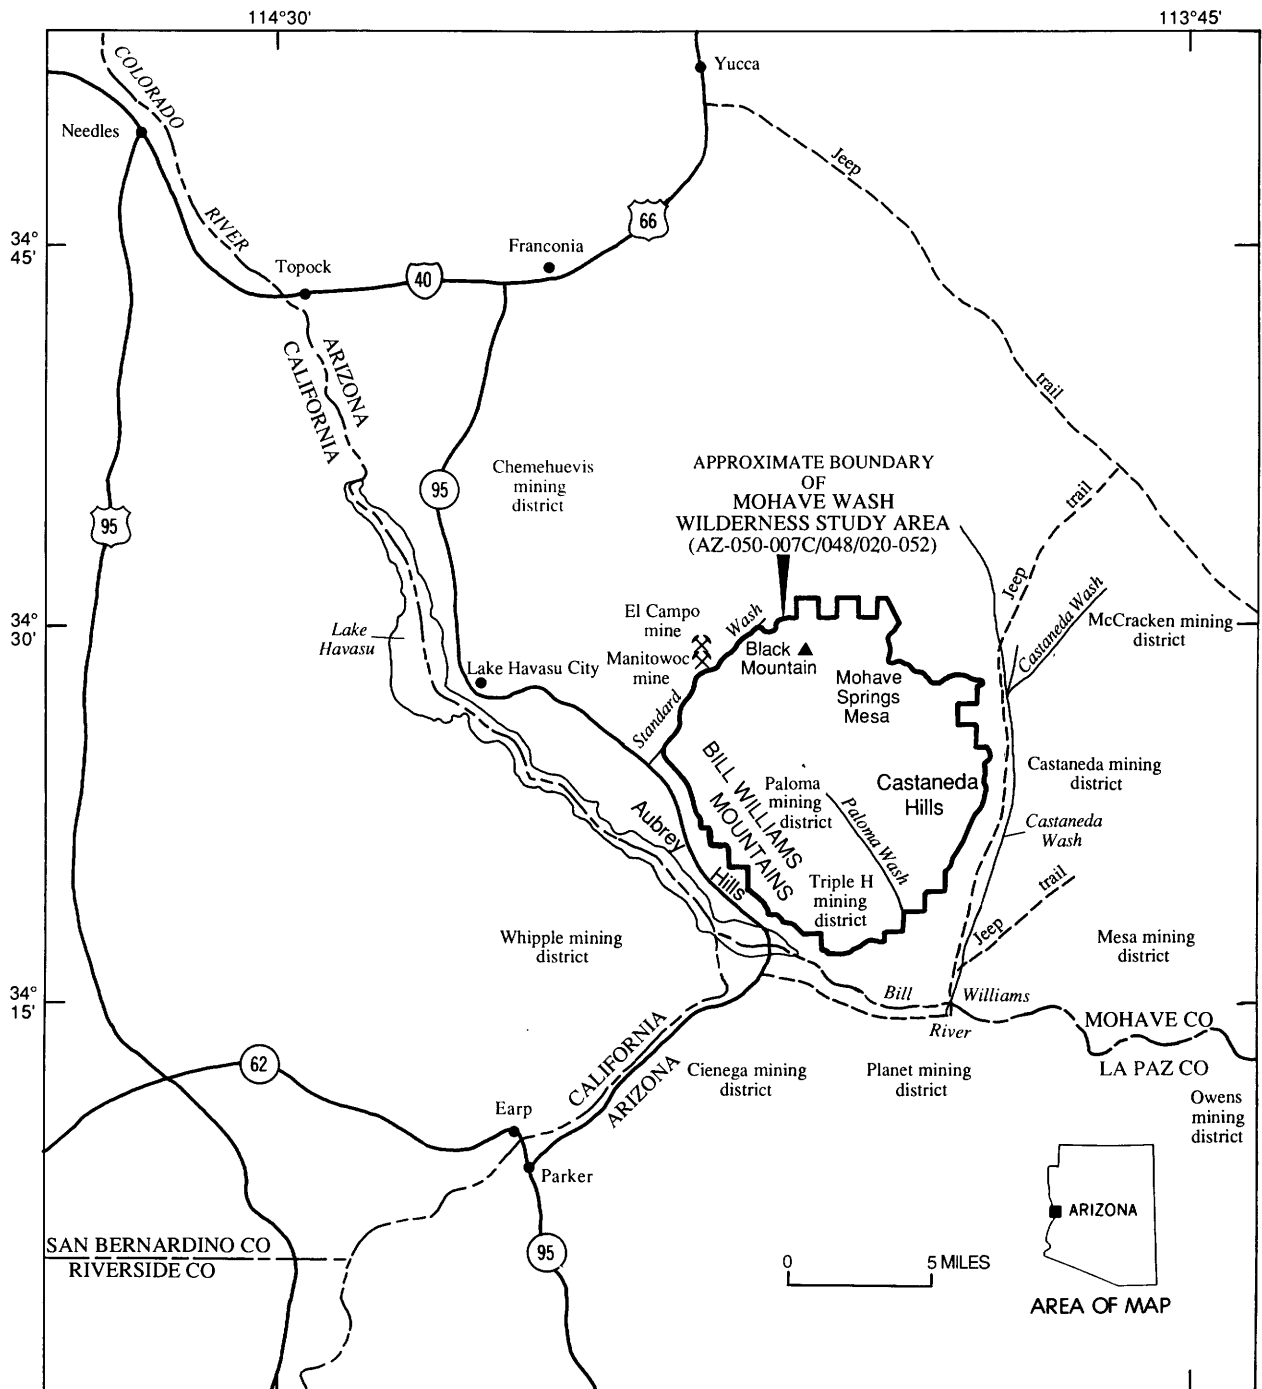 114°30'
113°45'
COLORADO
Yucca
Needles
Jeep
RIVER
66
34°
45'
Franconia
Topock
40
ARIZONA
CALIFORNIA
trail
95
Chemehuevis
mining
district
APPROXIMATE BOUNDARY
OF
MOHAVE WASH
WILDERNESS STUDY AREA
(AZ-050-007C/048/020-052)
trail
95
Jeep
Castaneda Wash
34°
30'
El Campo
mine
Wash
McCracken mining
district
Lake
Havasu
Black
Mountain
Manitowoc
mine
Lake Havasu City
Mohave
Springs
Mesa
Standard
BILL WILLIAMS
MOUNTAINS
Paloma
mining
district
Castaneda
Hills
Castaneda mining
district
Paloma Wash
Aubrey
Hills
Castaneda
Wash
Triple H
mining
district
trail
Jeep
Whipple mining
district
Mesa mining
district
34°
15'
Bill
Williams
River
MOHAVE CO
LA PAZ CO
CALIFORNIA
ARIZONA
62
Cienega mining
district
Planet mining
district
Owens
mining
district
Earp
Parker
ARIZONA
SAN BERNARDINO CO
RIVERSIDE CO
95
0
5 MILES
AREA OF MAP